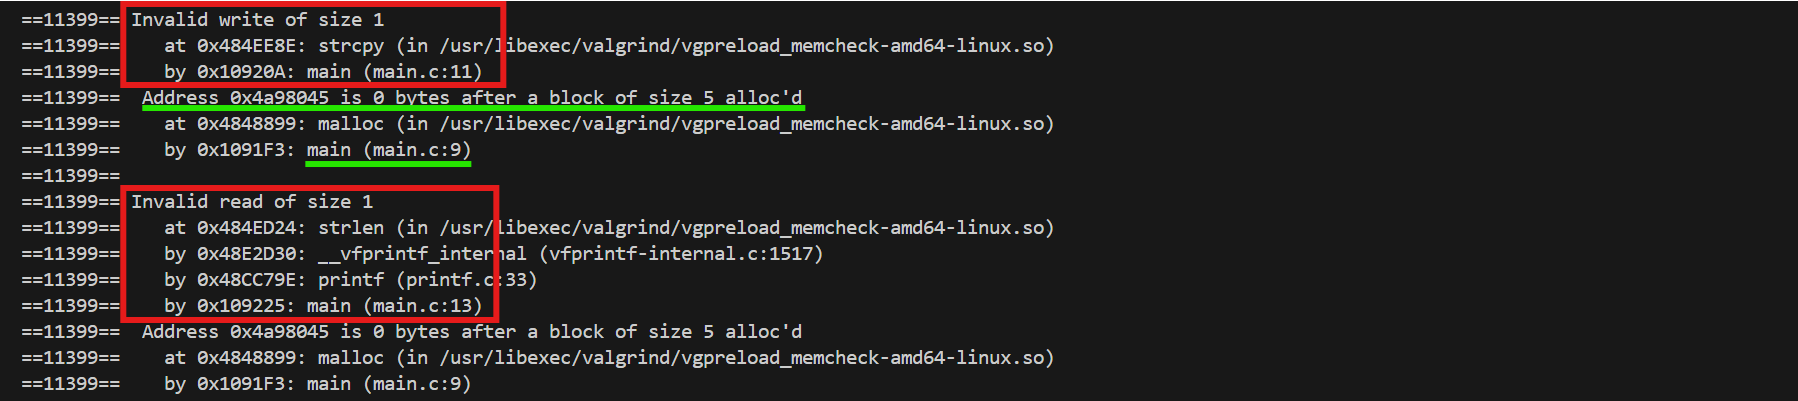 ==11399== Invalid write of size 1
==11399==    at 0x484EE8E: strcpy (in /usr/libexec/valgrind/vgpreload_memcheck-amd64-linux.so)
==11399==    by 0x10920A: main (main.c:11)
==11399==  Address 0x4a98045 is 0 bytes after a block of size 5 alloc'd
==11399==    at 0x4848899: malloc (in /usr/libexec/valgrind/vgpreload_memcheck-amd64-linux.so)
==11399==    by 0x1091F3: main (main.c:9)
==11399==
==11399== Invalid read of size 1
==11399==    at 0x484ED24: strlen (in /usr/libexec/valgrind/vgpreload_memcheck-amd64-linux.so)
==11399==    by 0x48E2D30: __vfprintf_internal (vfprintf-internal.c:1517)
==11399==    by 0x48CC79E: printf (printf.c:33)
==11399==    by 0x109225: main (main.c:13)
==11399==  Address 0x4a98045 is 0 bytes after a block of size 5 alloc'd
==11399==    at 0x4848899: malloc (in /usr/libexec/valgrind/vgpreload_memcheck-amd64-linux.so)
==11399==    by 0x1091F3: main (main.c:9)